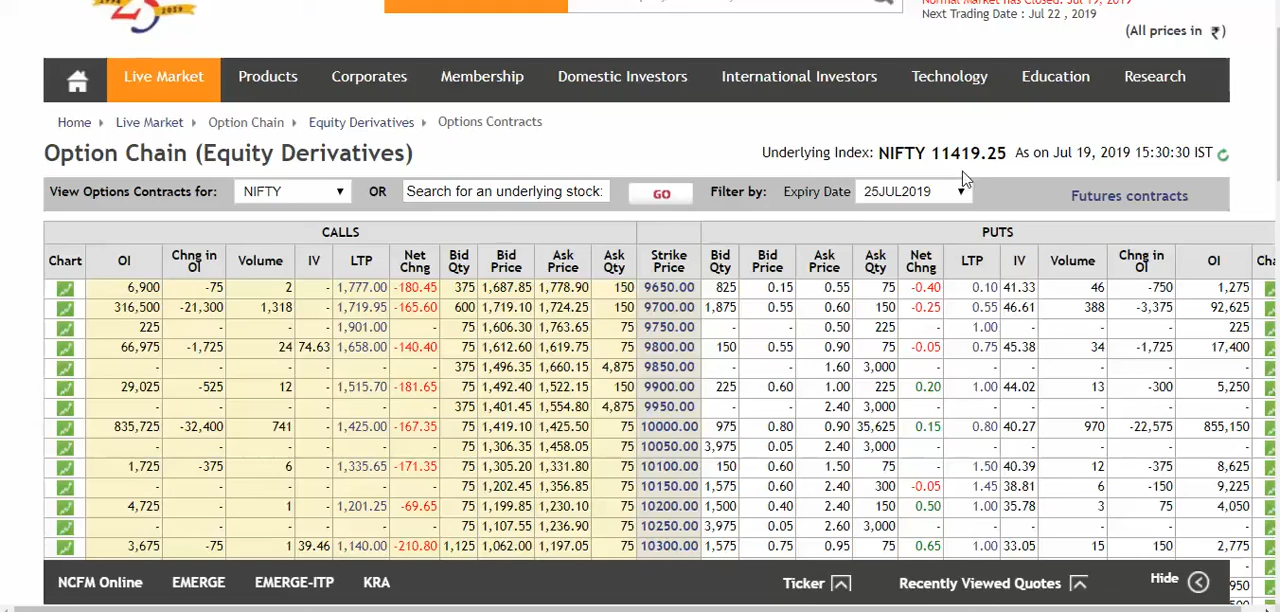 2019
Normal Market has Closed. Jul 19, 2019
Next Trading Date : Jul 22 , 2019
(All prices in ₹)
Live Market Products Corporates Membership Domestic Investors International Investors Technology Education Research
Home Live Market Option Chain Equity Derivatives Options Contracts
Option Chain (Equity Derivatives) Underlying Index: NIFTY 11419.25 As on Jul 19, 2019 15:30:30 IST
View Options Contracts for: NIFTY OR Search for an underlying stock: GO Filter by: Expiry Date 25JUL2019 Futures contracts
CALLS PUTS
Chart OI Chng in OI Volume IV LTP Net Chng Bid Qty Bid Price Ask Price Ask Qty Strike Price Bid Qty Bid Price Ask Price Ask Qty Net Chng LTP IV Volume Chng in OI OI
6,900 -75 2 - 1,777.00 -180.45 375 1,687.85 1,778.90 150 9650.00 825 0.15 0.55 75 -0.40 0.10 41.33 46 -750 1,275
316,500 -21,300 1,318 - 1,719.95 -165.60 600 1,719.10 1,724.25 150 9700.00 1,875 0.55 0.60 75 -0.25 0.55 46.61 388 -3,375 92,625
225 - - - 1,901.00 - 75 1,606.30 1,763.65 75 9750.00 - - 0.50 225 - 1.00 - - - 225
66,975 -1,725 24 74.63 1,658.00 -140.40 75 1,612.60 1,619.75 75 9800.00 150 0.55 0.90 75 -0.05 0.75 45.38 34 -1,725 17,400
- - - - - - 375 1,496.35 1,660.15 4,875 9850.00 - - 1.60 3,000 - - - - - -
29,025 -525 12 - 1,515.70 -181.65 75 1,492.40 1,522.15 150 9900.00 225 0.60 1.00 225 0.20 1.00 44.02 13 -300 5,250
- - - - - - 375 1,401.45 1,554.80 4,875 9950.00 - - 2.40 3,000 - - - - - -
835,725 -32,400 741 - 1,425.00 -167.35 75 1,419.10 1,425.50 75 10000.00 975 0.80 0.90 35,625 0.15 0.80 40.27 970 -22,575 855,150
- - - - - - 75 1,306.35 1,458.05 75 10050.00 3,975 0.05 2.40 3,000 - - - - - -
1,725 -375 6 - 1,335.65 -171.35 75 1,305.20 1,331.80 75 10100.00 150 0.60 1.50 75 - 1.50 40.39 12 -375 8,625
- - - - - - 75 1,202.45 1,356.85 75 10150.00 1,575 0.60 2.40 300 -0.05 1.45 38.81 6 -150 9,225
4,725 - 1 - 1,201.25 -69.65 75 1,199.85 1,230.10 75 10200.00 1,500 0.40 2.40 150 0.50 1.00 35.78 3 75 4,050
- - - - - - 75 1,107.55 1,236.90 75 10250.00 3,975 0.05 2.60 3,000 - - - - - -
3,675 -75 1 39.46 1,140.00 -210.80 1,125 1,062.00 1,197.05 75 10300.00 1,575 0.75 0.95 75 0.65 1.00 33.05 15 150 2,775
NCFM Online EMERGE EMERGE-ITP KRA Ticker Recently Viewed Quotes Hide